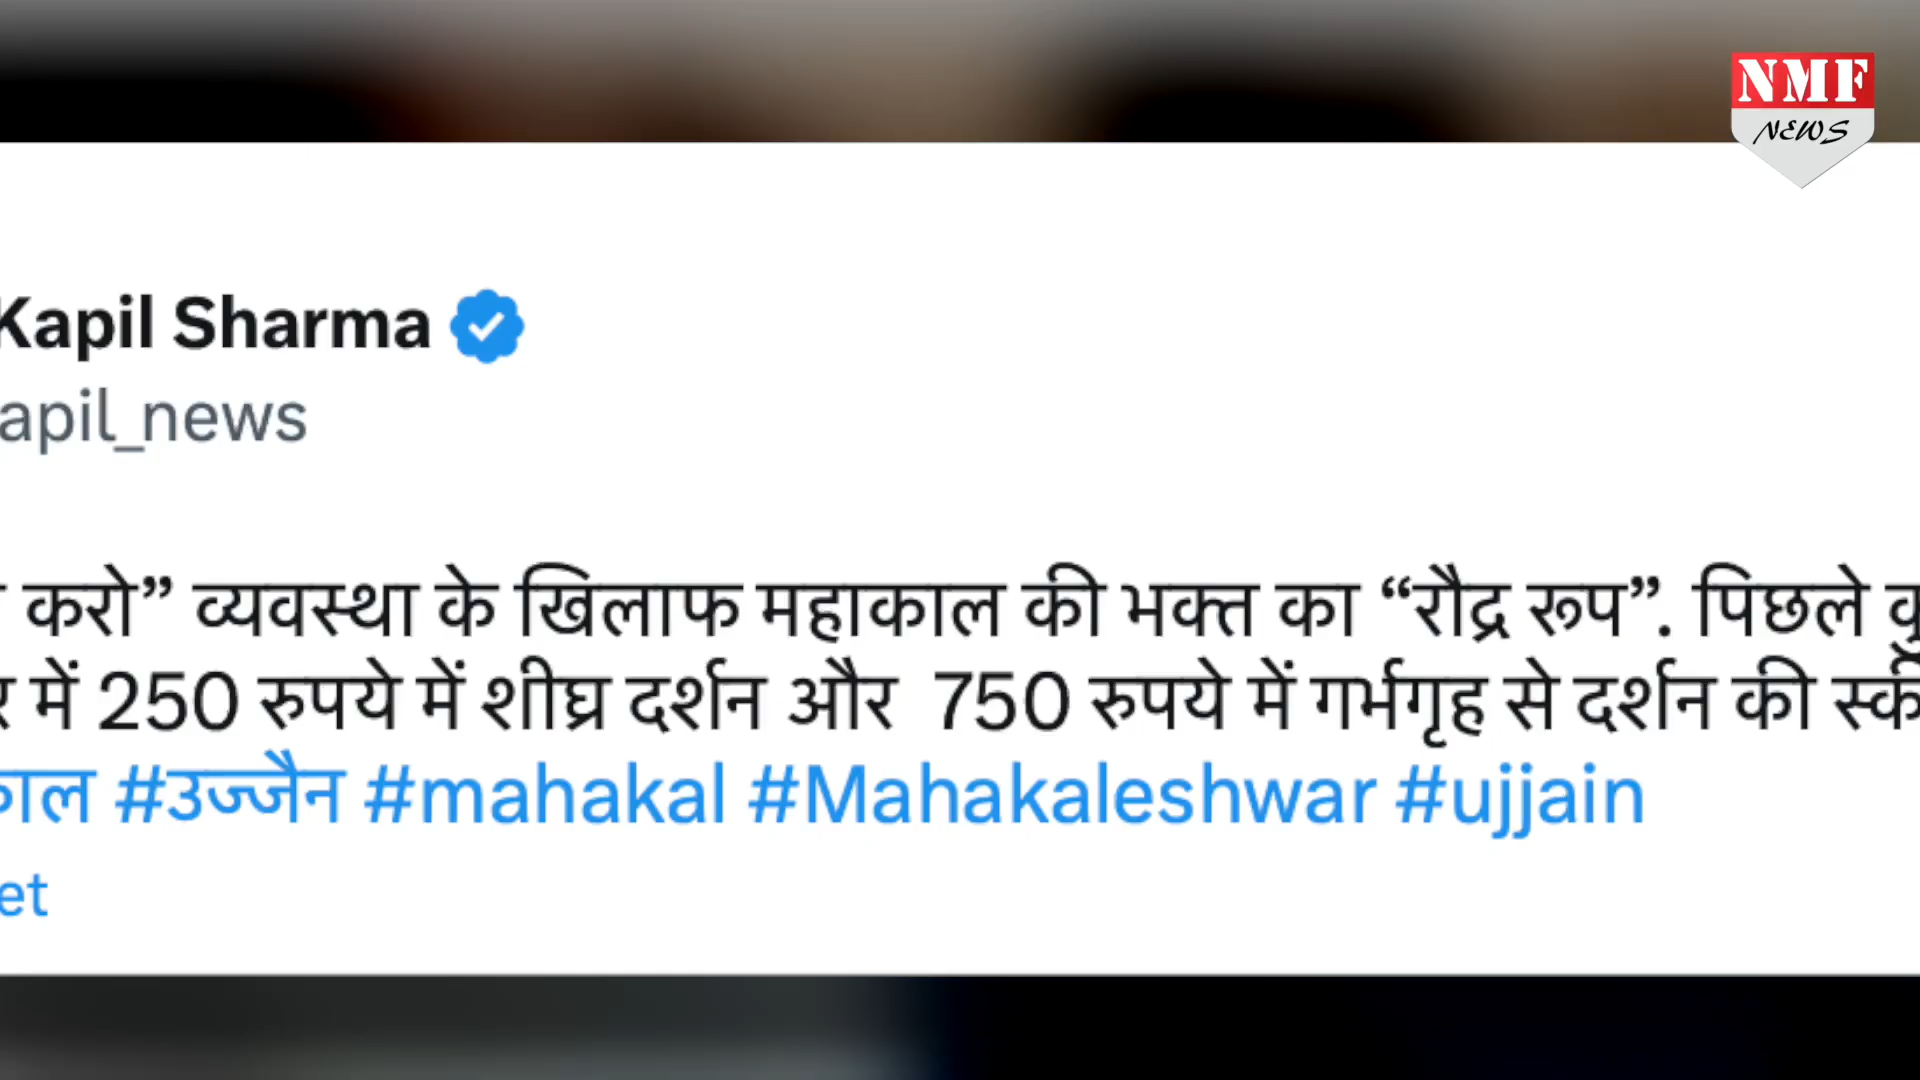 NMF
NEWS
Kapil Sharma
apil_news
करो” व्यवस्था के खिलाफ महाकाल की भक्त का “रौद्र रूप”. पिछले
में 250 रुपये में शीघ्र दर्शन और 750 रुपये में गर्भगृह से दर्शन की
#उज्जैन #mahakal #Mahakaleshwar #ujjain